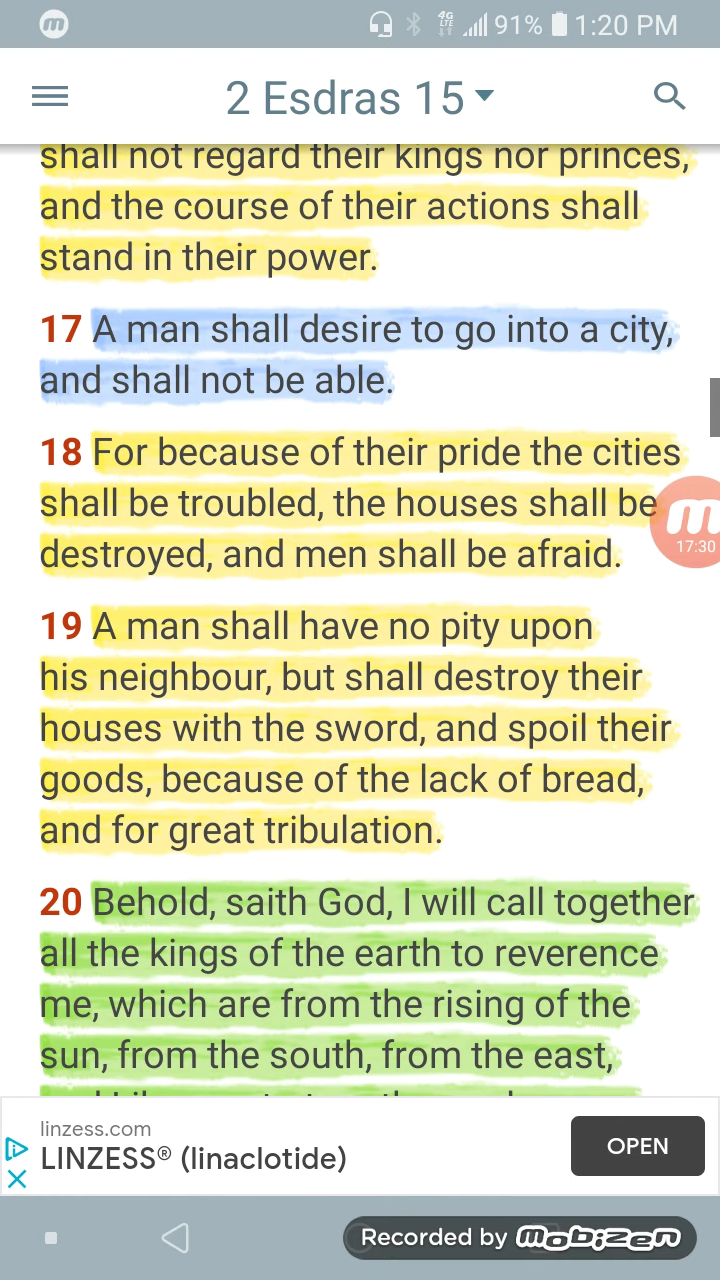 m
4G
LTE
91%
1:20 PM
2 Esdras 15
shall not regard their kings nor princes,
and the course of their actions shall
stand in their power.
17 A man shall desire to go into a city,
and shall not be able.
18 For because of their pride the cities
shall be troubled, the houses shall be
destroyed, and men shall be afraid.
19 A man shall have no pity upon
his neighbour, but shall destroy their
houses with the sword, and spoil their
goods, because of the lack of bread,
and for great tribulation.
20 Behold, saith God, I will call together
all the kings of the earth to reverence
me, which are from the rising of the
sun, from the south, from the east,
m
17:30
linzess.com
LINZESS® (linaclotide)
OPEN
Recorded by mobizen